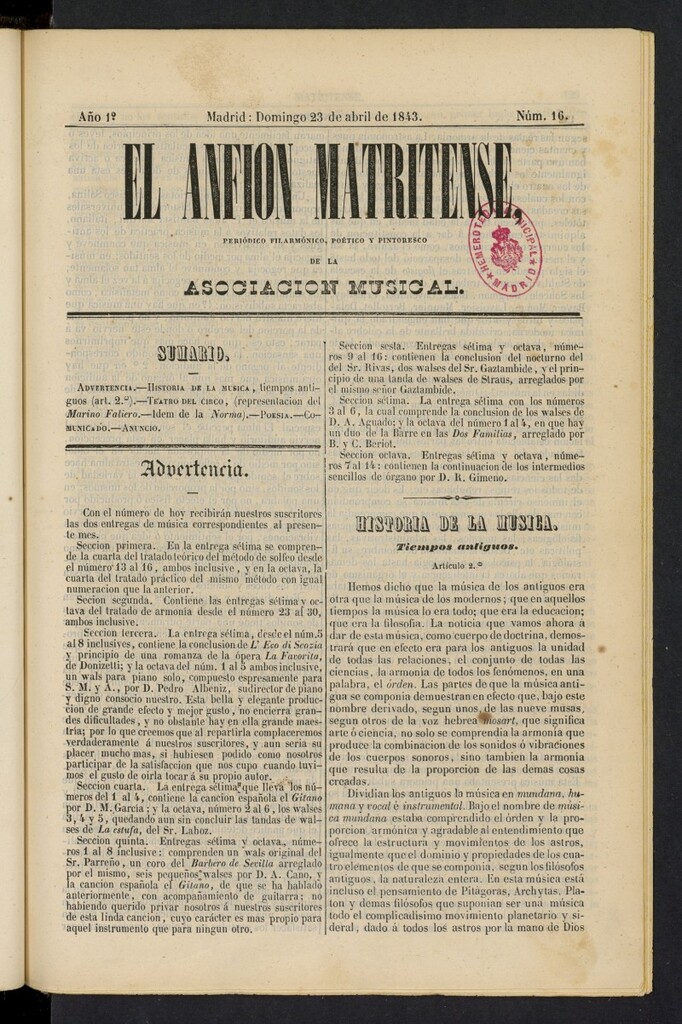 Año 1º
Madrid: Domingo 23 de abril de 1843.
Núm. 16.
EL ANFION MATRITENSE,
PERIÓDICO FILARMÓNICO, POÉTICO Y PINTORESCO
DE LA
ASOCIACION MUSICAL.
HEMEROTECA MUNICIPAL
MADRID
SUMARIO.
ADVERTENCIA.—HISTORIA DE LA MUSICA, tiempos anti-
guos (art. 2.º).—TEATRO DEL CIRCO, (representacion del
Marino Faliero.—Idem de la Norma).—POESIA.—CO-
MUNICADO.—ANUNCIO.
Advertencia.
Con el número de hoy recibirán nuestros suscritores
las dos entregas de música correspondientes al presen-
te mes.
Seccion primera. En la entrega sétima se compren-
de la cuarta del tratado teórico del método de solfeo desde
el número 13 al 16, ambos inclusive, y en la octava, la
cuarta del tratado práctico del mismo método con igual
numeracion que la anterior.
Secion segunda. Contiene las entregas sétima y oc-
tava del tratado de armonía desde el número 23 al 30,
ambos inclusive.
Seccion tercera. La entrega sétima, desde el núm. 5
al 8 inclusives, contiene la conclusion de L' Eco di Scozia
y principio de una romanza de la ópera La Favorita,
de Donizetti; y la octava del núm. 1 al 5 ambos inclusive,
un wals para piano solo, compuesto espresamente para
S. M. y A., por D. Pedro Albeniz, sudirector de piano
y digno consocio nuestro. Esta bella y elegante produc-
cion de grande efecto y mejor gusto, no encierra gran-
des dificultades, y no obstante hay en ella grande maes-
tría; por lo que creemos que al repartirla complaceremos
verdaderamente á nuestros suscritores, y aun seria su
placer mucho mas, si hubiesen podido como nosotros
participar de la satisfaccion que nos cupo cuando tuvi-
mos el gusto de oirla tocar á su propio autor.
Seccion cuarta. La entrega sétima que lleva los nú-
meros del 1 al 4, contiene la cancion española el Gitano
por D. M. Garcia; y la octava, número 2 al 6, los walses
3, 4 y 5, quedando aun sin concluir las tandas de wal-
ses de La estufa, del Sr. Lahoz.
Seccion quinta. Entregas sétima y octava, núme-
ros 1 al 8 inclusive: comprenden un wals original del
Sr. Parreño, un coro del Barbero de Sevilla arreglado
por el mismo, seis pequeños walses por D. A. Cano, y la
cancion española el Gitano, de que se ha hablado
anteriormente, con acompañamiento de guitarra; no
habiendo querido privar nosotros á nuestros suscritores
de esta linda cancion, cuyo carácter es mas propio para
aquel instrumento que para ningun otro.
Seccion sesta. Entregas sétima y octava, núme-
ros 9 al 16: contienen la conclusion del nocturno del
del Sr. Rivas, dos walses del Sr. Gaztambide, y el prin-
cipio de una tanda de walses de Straus, arreglados por
el mismo señor Gaztambide.
Seccion sétima. La entrega sétima con los números
3 al 6, la cual comprende la conclusion de los walses de
D. A. Aguado; y la octava del número 1 al 4, en que hay
un duo de la Barre en las Dos Familias, arreglado por
B. y C. Beriot.
Seccion octava. Entregas sétima y octava, núme-
ros 7 al 14: contienen la continuacion de los intermedios
sencillos de órgano por D. R. Gimeno.
HISTORIA DE LA MUSICA.
Tiempos antiguos.
Artículo 2.º
Hemos dicho que la música de los antiguos era
otra que la música de los modernos; que en aquellos
tiempos la música lo era todo; que era la educacion;
que era la filosofia. La noticia que vamos ahora á
dar de esta música, como cuerpo de doctrina, demos-
trará que en efecto era para los antiguos la unidad
de todas las relaciones, el conjunto de todas las
ciencias, la armonia de todos los fenómenos, en una
palabra, el órden. Las partes de que la música anti-
gua se componia demuestran en efecto que, bajo este
nombre derivado, segun unos, de las nueve musas,
segun otros de la voz hebrea mosart, que significa
arte ó ciencia, no solo se comprendia la armonia que
produce la combinacion de los sonidos ó vibraciones
de los cuerpos sonoros, sino tambien la armonia
que resulta de la proporcion de las demas cosas
creadas.
Dividian los antiguos la música en mundana, hu-
mana y vocal é instrumental. Bajo el nombre de músi-
ca mundana estaba comprendido el órden y la pro-
porcion armónica y agradable al entendimiento que
ofrece la estructura y movimientos de los astros,
igualmente que el dominio y propiedades de los cua-
tro elementos de que se componia, segun los filósofos
antiguos, la naturaleza entera. En esta música está
incluso el pensamiento de Pitágoras, Archytas, Pla-
ton y demas filósofos que suponian ser una música
todo el complicadísimo movimiento planetario y si-
deral, dado á todos los astros por la mano de Dios